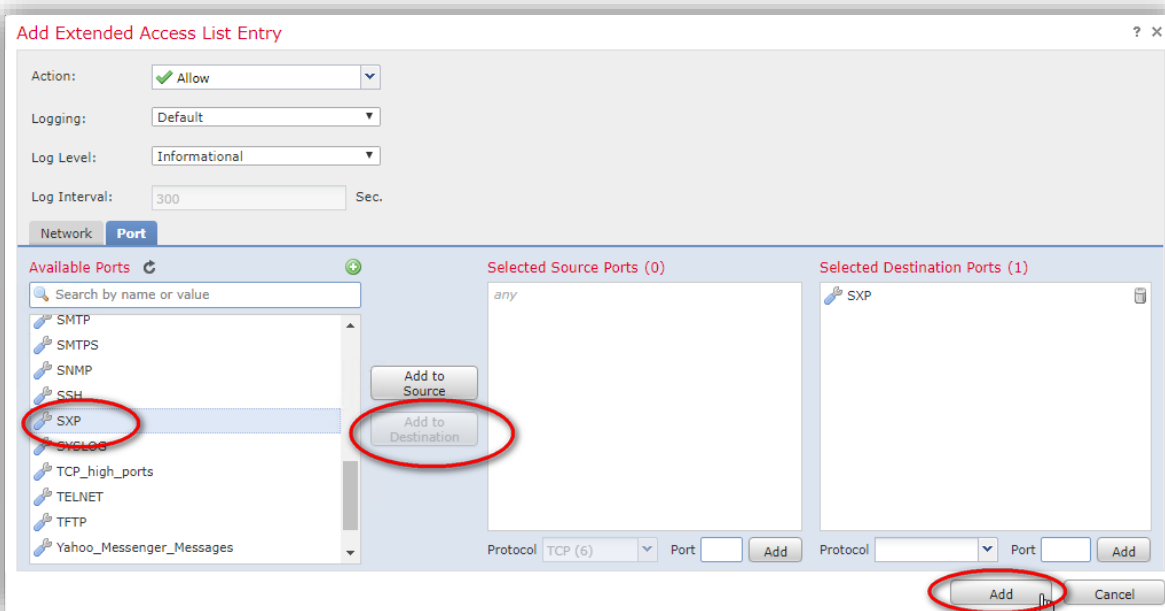 Add Extended Access List Entry
? ×
Action: Allow
Logging: Default
Log Level: Informational
Log Interval: 300 Sec.
Network Port
Available Ports
Search by name or value
SMTP
SMTPS
SNMP
SSH
SXP
SYSLOG
TCP_high_ports
TELNET
TFTP
Yahoo_Messenger_Messages
Add to
Source
Add to
Destination
Selected Source Ports (0)
any
Protocol TCP (6) Port Add
Selected Destination Ports (1)
SXP
Protocol Port Add
Add Cancel